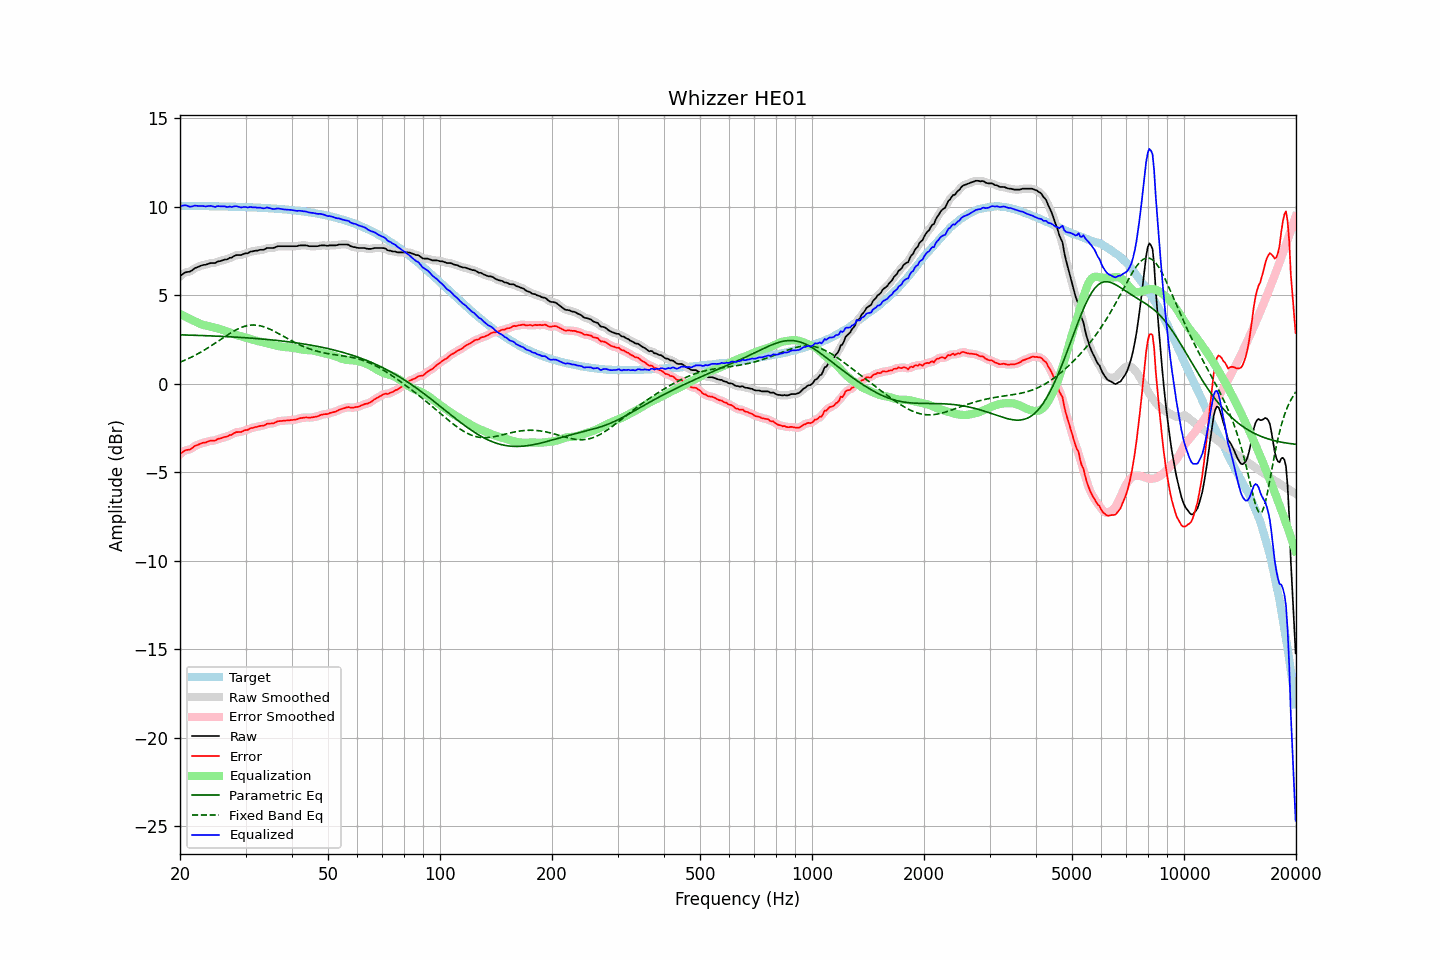 Whizzer HE01
15
10
5
0
−5
−10
−15
−20
−25
Amplitude (dBr)
Target
Raw Smoothed
Error Smoothed
Raw
Error
Equalization
Parametric Eq
Fixed Band Eq
Equalized
20 50 100 200 500 1000 2000 5000 10000 20000
Frequency (Hz)